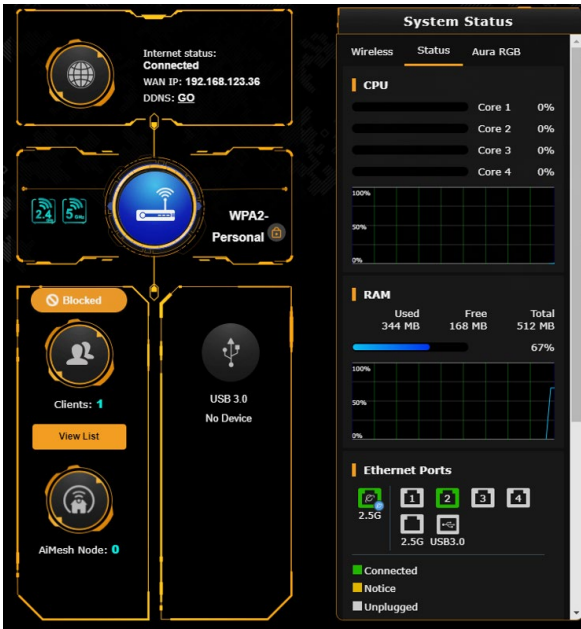 Internet status:
Connected
WAN IP: 192.168.123.36
DDNS: GO
2.4
5
WPA2-
Personal
Blocked
Clients: 1
View List
AiMesh Node: 0
USB 3.0
No Device
System Status
Wireless Status Aura RGB
CPU
Core 1 0%
Core 2 0%
Core 3 0%
Core 4 0%
100%
50%
0%
RAM
Used Free Total
344 MB 168 MB 512 MB
67%
100%
50%
0%
Ethernet Ports
1 2 3 4
2.5G
2.5G USB3.0
Connected
Notice
Unplugged